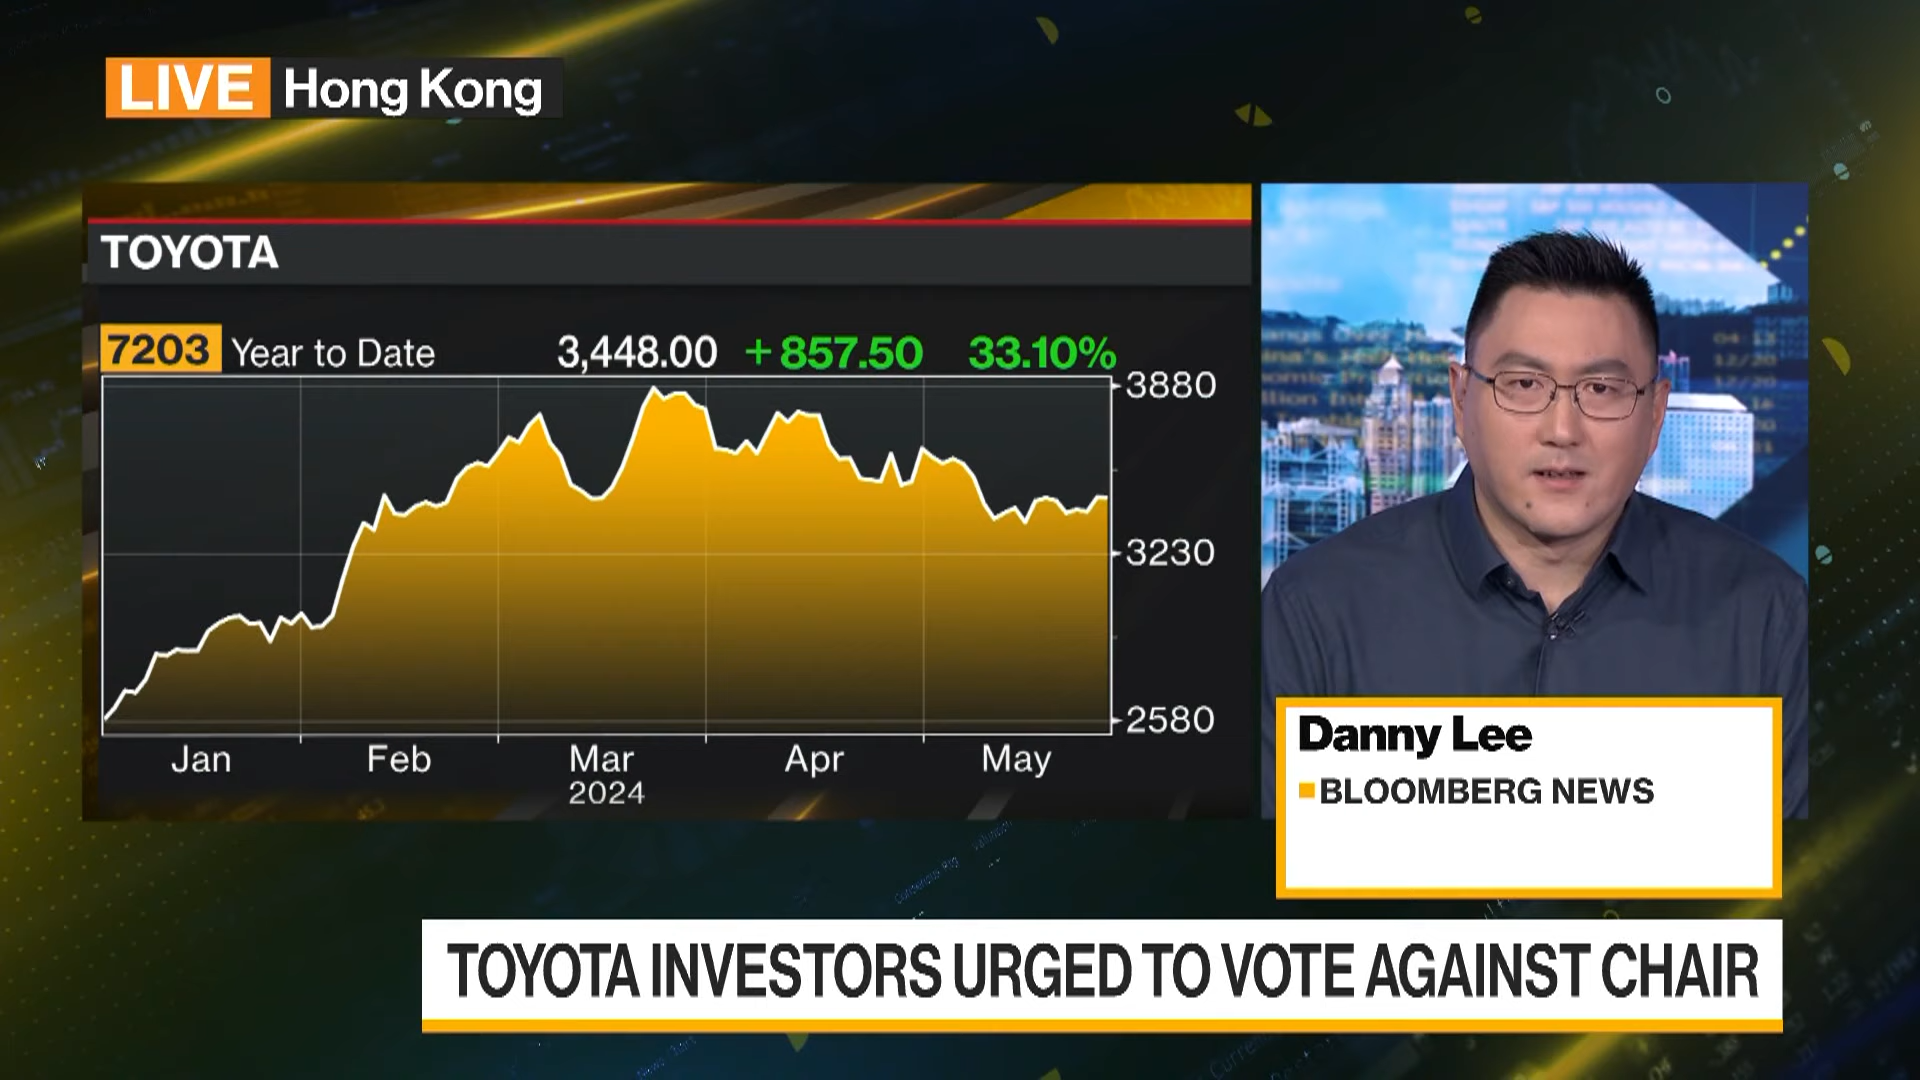 LIVE Hong Kong
TOYOTA
7203 Year to Date 3,448.00 +857.50 33.10%
3880
3230
2580
Jan Feb Mar Apr May
2024
Danny Lee
BLOOMBERG NEWS
TOYOTA INVESTORS URGED TO VOTE AGAINST CHAIR